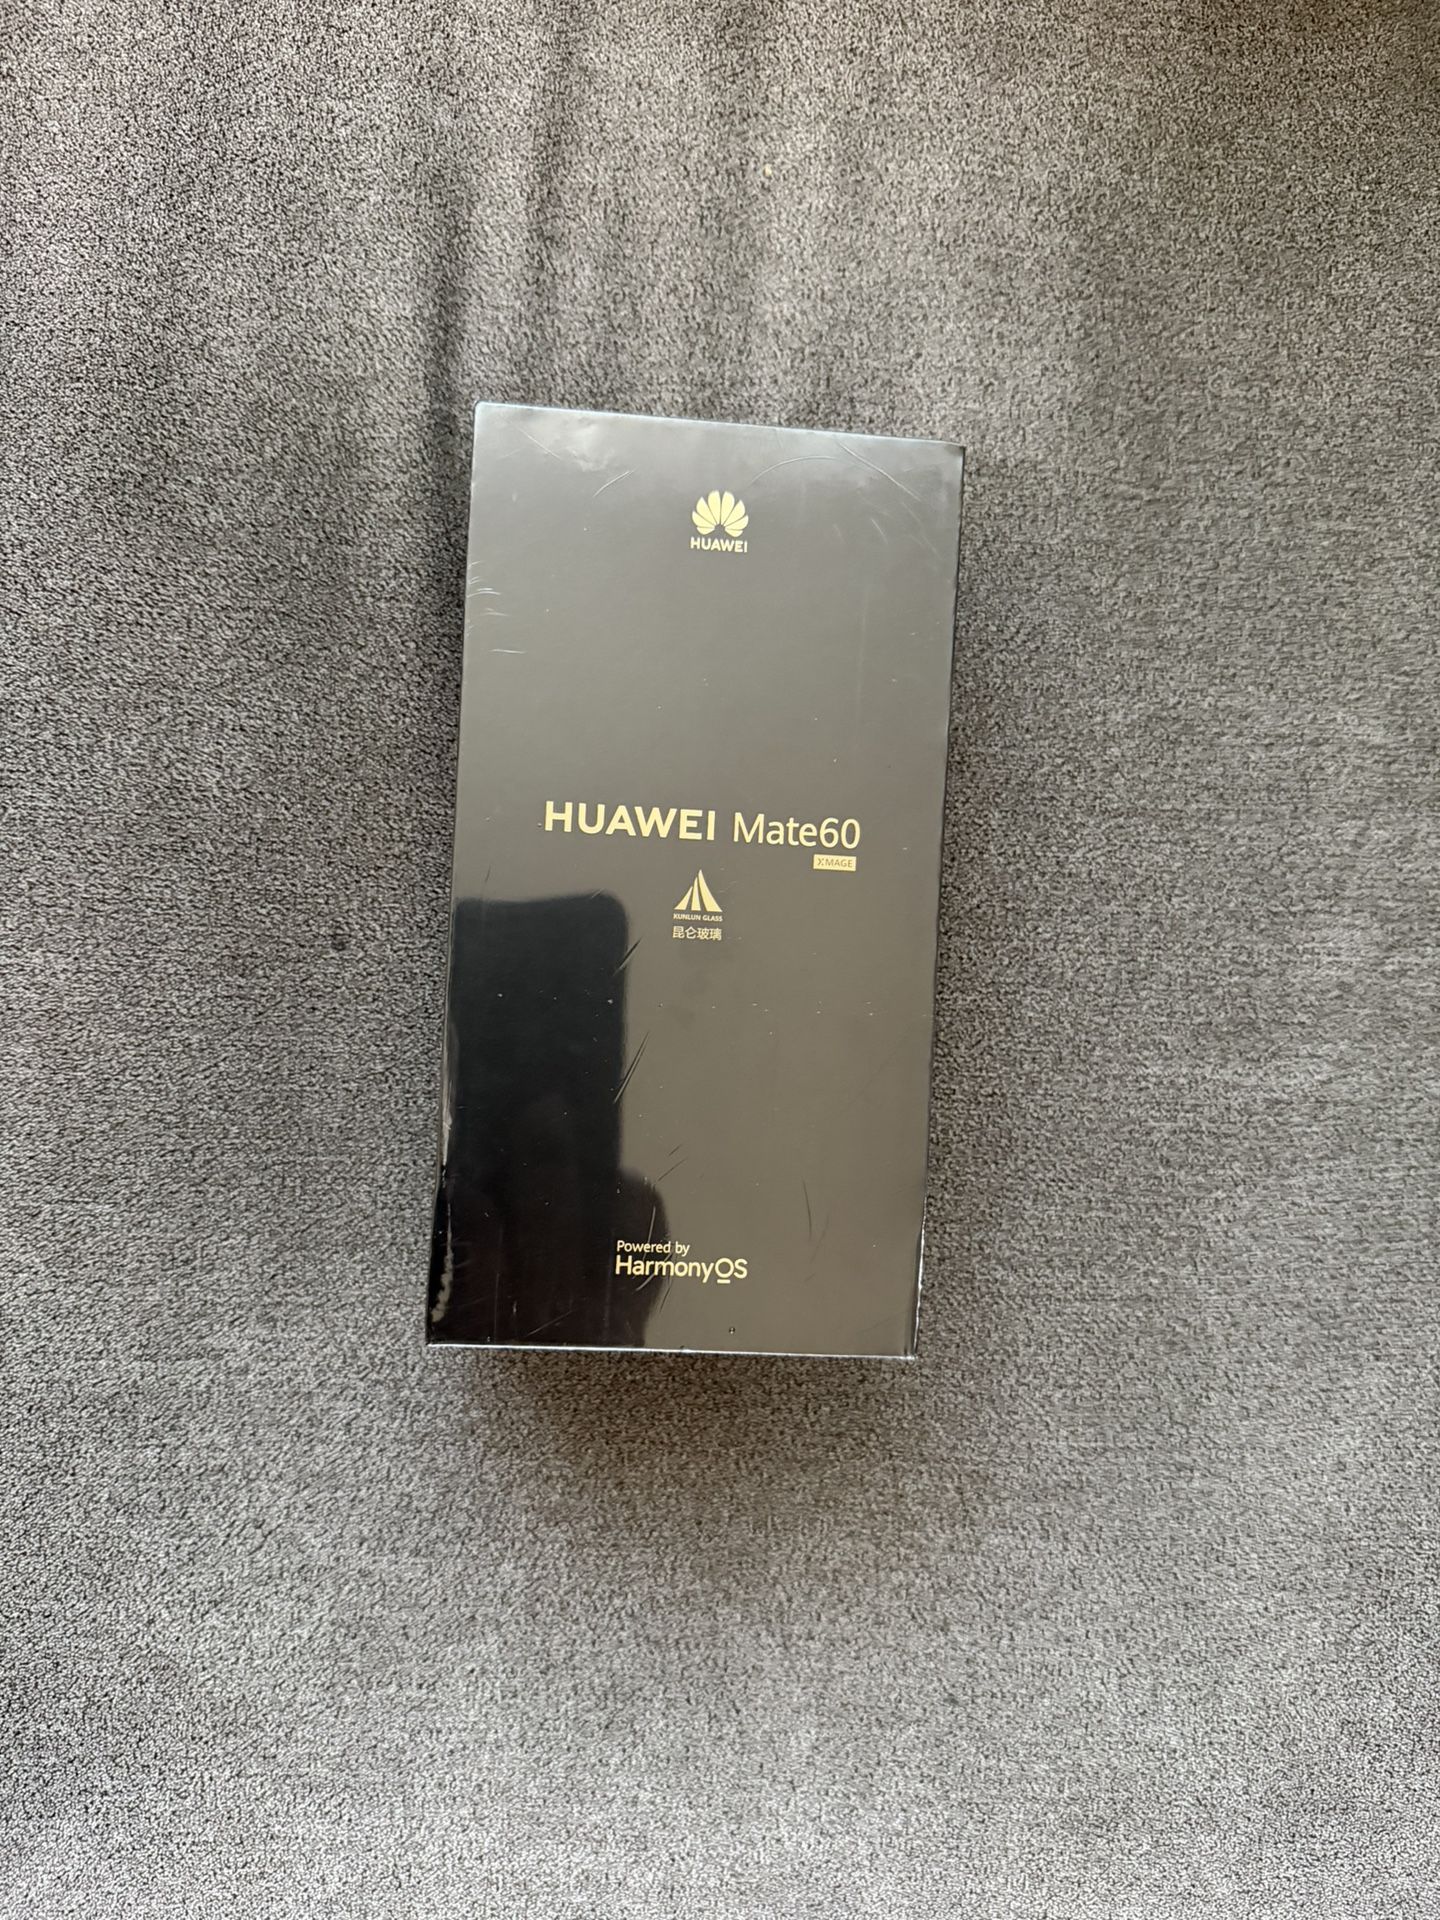 HUAWEI
HUAWEI Mate60
XMAGE
KUNLUN GLASS
昆仑玻璃
Powered by
HarmonyOS